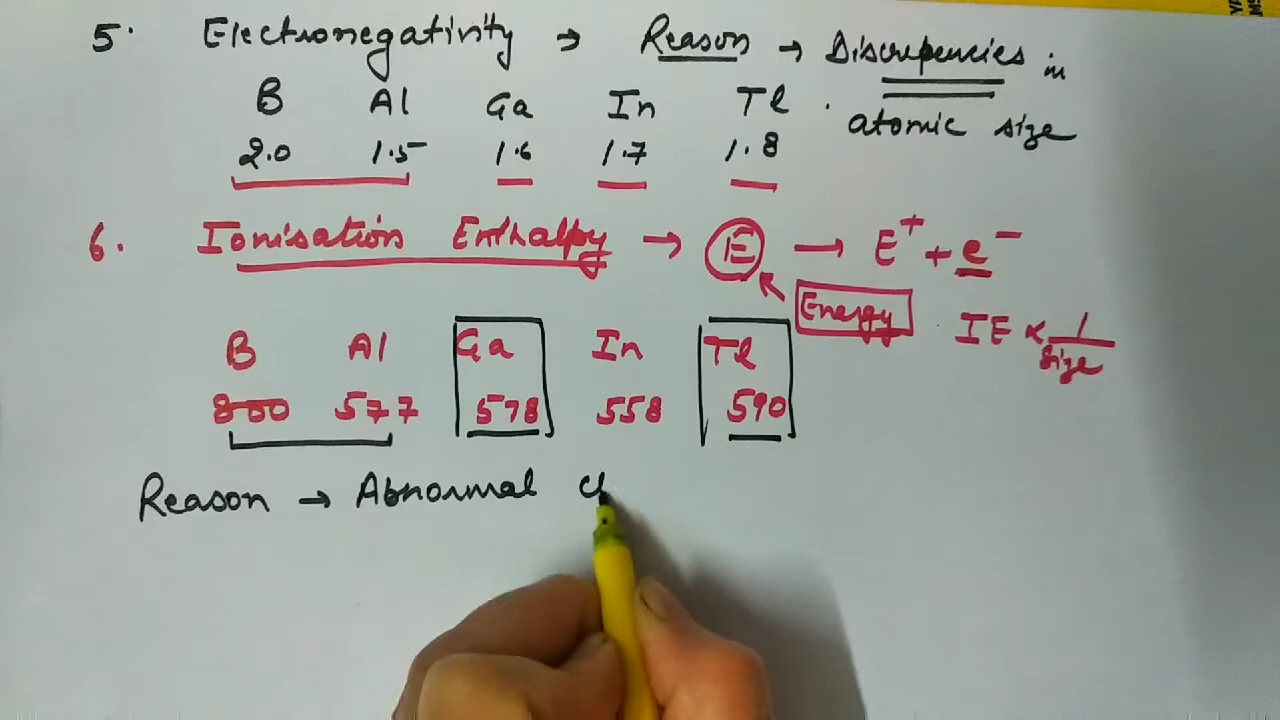 5. Electronegativity → Reason → Discrepencies in
atomic size
B Al Ga In Tl
2.0 1.5 1.6 1.7 1.8
6. Ionisation Enthalpy → E → E⁺ + e⁻
Energy
IE ∝ 1/size
B Al Ga In Tl
800 577 578 558 590
Reason → Abnormal